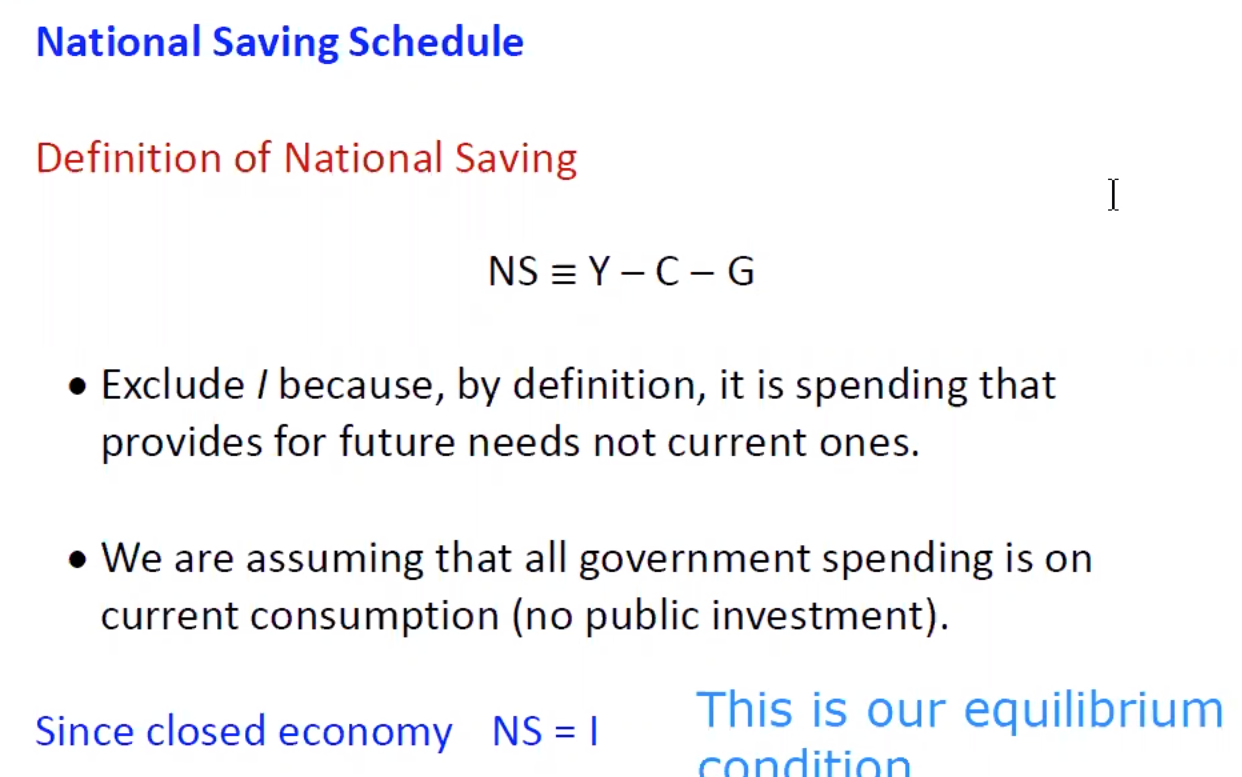 National Saving Schedule
Definition of National Saving
NS ≡ Y – C – G
• Exclude I because, by definition, it is spending that
provides for future needs not current ones.
• We are assuming that all government spending is on
current consumption (no public investment).
Since closed economy NS = I
This is our equilibrium
condition